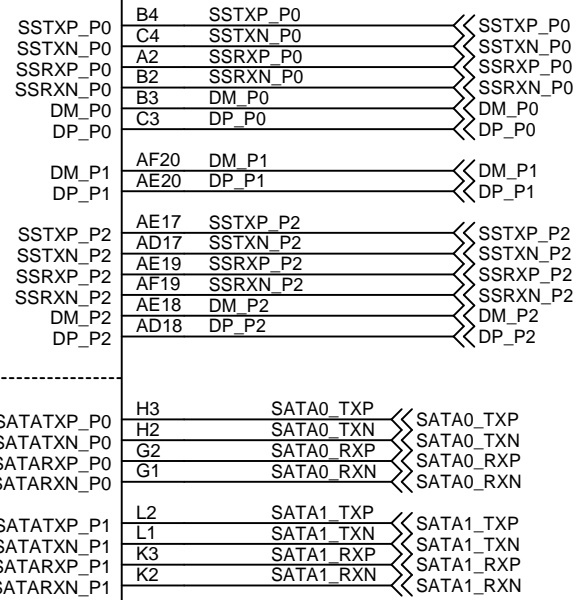 SSTXP_P0 B4 SSTXP_P0 SSTXP_P0
SSTXN_P0 C4 SSTXN_P0 SSTXN_P0
SSRXP_P0 A2 SSRXP_P0 SSRXP_P0
SSRXN_P0 B2 SSRXN_P0 SSRXN_P0
DM_P0 B3 DM_P0 DM_P0
DP_P0 C3 DP_P0 DP_P0
DM_P1 AF20 DM_P1 DM_P1
DP_P1 AE20 DP_P1 DP_P1
SSTXP_P2 AE17 SSTXP_P2 SSTXP_P2
SSTXN_P2 AD17 SSTXN_P2 SSTXN_P2
SSRXP_P2 AE19 SSRXP_P2 SSRXP_P2
SSRXN_P2 AF19 SSRXN_P2 SSRXN_P2
DM_P2 AE18 DM_P2 DM_P2
DP_P2 AD18 DP_P2 DP_P2
SATATXP_P0 H3 SATA0_TXP SATA0_TXP
SATATXN_P0 H2 SATA0_TXN SATA0_TXN
SATARXP_P0 G2 SATA0_RXP SATA0_RXP
SATARXN_P0 G1 SATA0_RXN SATA0_RXN
SATATXP_P1 L2 SATA1_TXP SATA1_TXP
SATATXN_P1 L1 SATA1_TXN SATA1_TXN
SATARXP_P1 K3 SATA1_RXP SATA1_RXP
SATARXN_P1 K2 SATA1_RXN SATA1_RXN